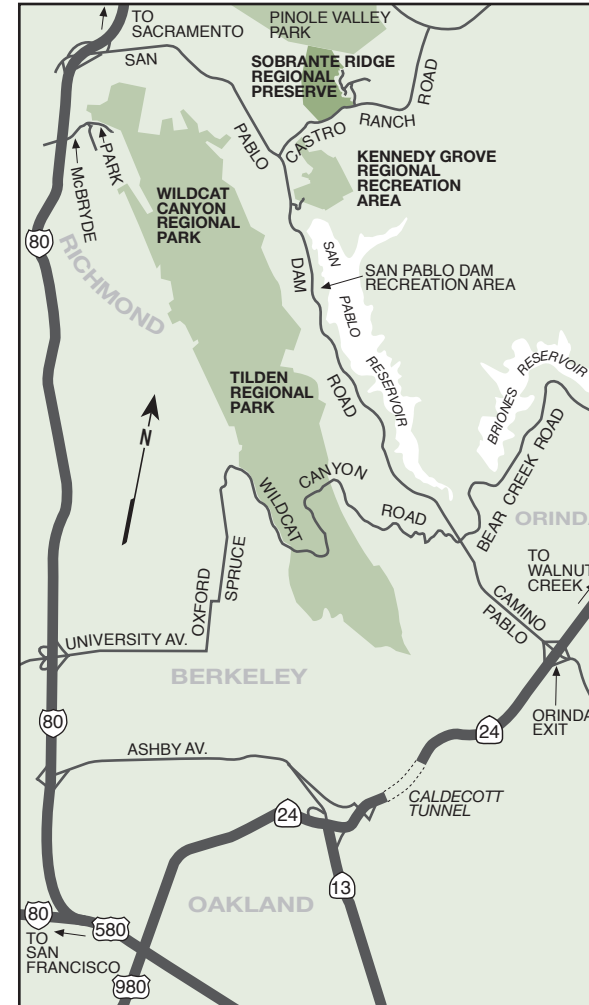 TO
SACRAMENTO
PINOLE VALLEY
PARK
SAN
PABLO
DAM
ROAD
SOBRANTE RIDGE
REGIONAL
PRESERVE
CASTRO
RANCH
ROAD
PARK
McBRYDE
WILDCAT
CANYON
REGIONAL
PARK
KENNEDY GROVE
REGIONAL
RECREATION
AREA
80
RICHMOND
SAN
PABLO
RESERVOIR
SAN PABLO DAM
RECREATION AREA
BRIONES
RESERVOIR
TILDEN
REGIONAL
PARK
N
WILDCAT
CANYON
ROAD
BEAR CREEK ROAD
ORINDA
TO
WALNUT
CREEK
OXFORD
SPRUCE
CAMINO
PABLO
UNIVERSITY AV.
BERKELEY
ORINDA
EXIT
80
24
ASHBY AV.
CALDECOTT
TUNNEL
24
13
OAKLAND
80
580
TO
SAN
FRANCISCO
980